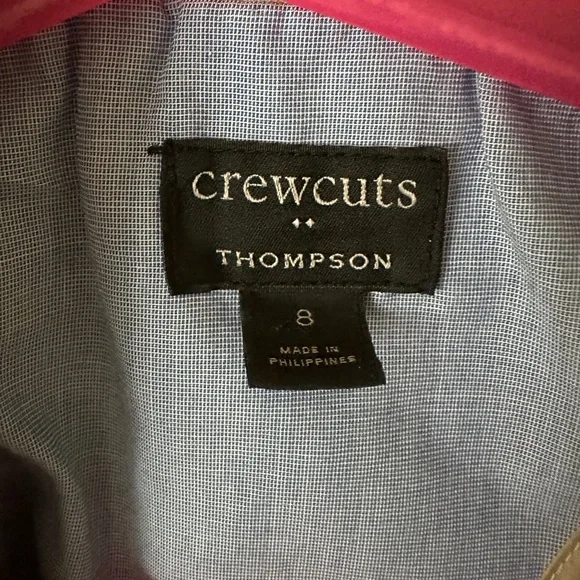 crewcuts
THOMPSON
8
MADE IN
PHILIPPINES